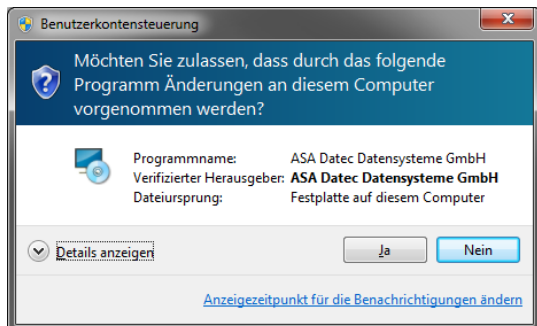 Benutzerkontensteuerung
Möchten Sie zulassen, dass durch das folgende
Programm Änderungen an diesem Computer
vorgenommen werden?
Programmname: ASA Datec Datensysteme GmbH
Verifizierter Herausgeber: ASA Datec Datensysteme GmbH
Dateiursprung: Festplatte auf diesem Computer
Details anzeigen Ja Nein
Anzeigezeitpunkt für die Benachrichtigungen ändern